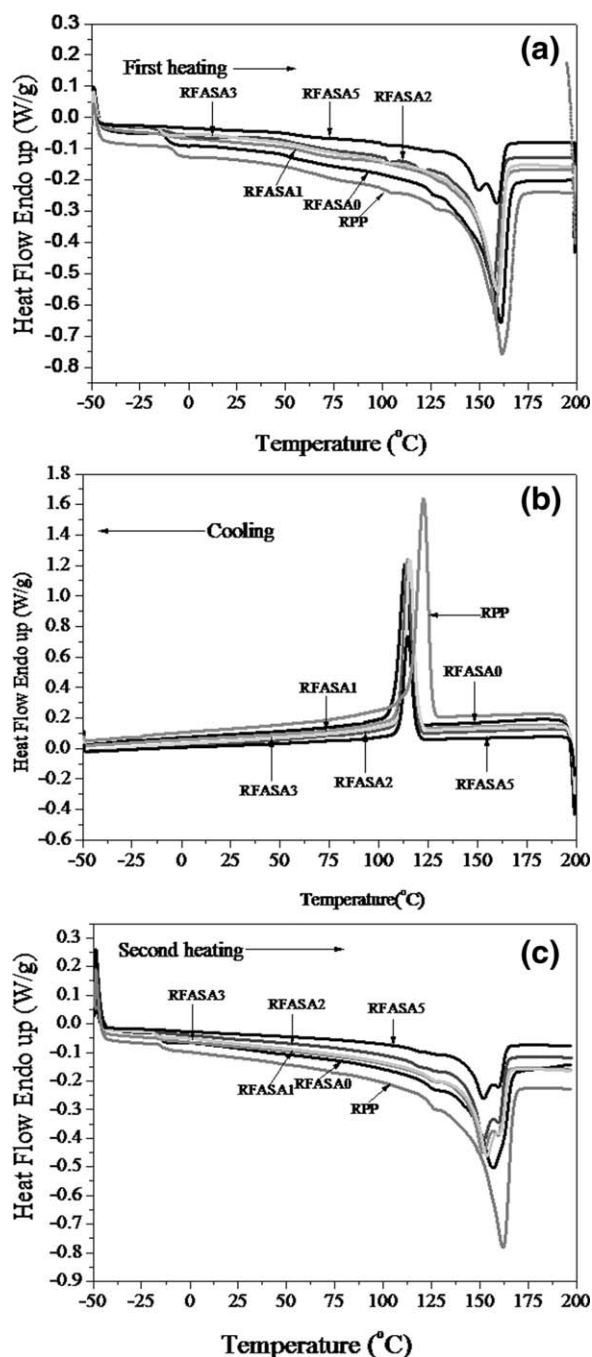 (a)
First heating
RFASA3
RFASA5
RFASA2
RFASA1
RFASA0
RPP
Heat Flow Endo up (W/g)
0.3
0.2
0.1
0.0
-0.1
-0.2
-0.3
-0.4
-0.5
-0.6
-0.7
-0.8
-50 -25 0 25 50 75 100 125 150 175 200
Temperature (°C)
(b)
Cooling
RPP
RFASA1
RFASA0
RFASA3
RFASA2
RFASA5
Heat Flow Endo up (W/g)
1.8
1.6
1.4
1.2
1.0
0.8
0.6
0.4
0.2
0.0
-0.2
-0.4
-0.6
-50 -25 0 25 50 75 100 125 150 175 200
Temperature(°C)
(c)
Second heating
RFASA3
RFASA2
RFASA5
RFASA1
RFASA0
RPP
Heat Flow Endo up (W/g)
0.3
0.2
0.1
0.0
-0.1
-0.2
-0.3
-0.4
-0.5
-0.6
-0.7
-0.8
-0.9
-50 -25 0 25 50 75 100 125 150 175 200
Temperature (°C)